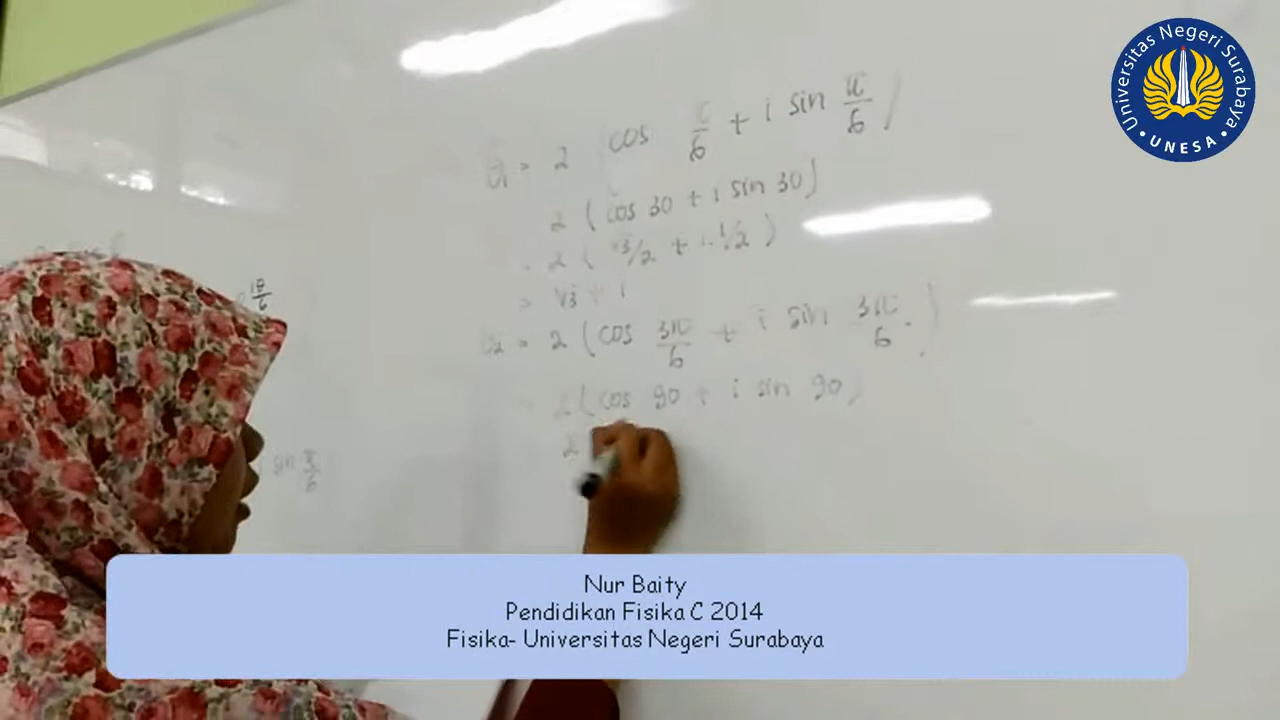 = 2 (cos π/6 + i sin π/6)
2 (cos 30 + i sin 30)
= 2 ( √3/2 + i. 1/2 )
= √3 + i
= 2 (cos 3π/6 + i sin 3π/6)
= 2 (cos 90 + i sin 90)
2
sin π/6
Universitas Negeri Surabaya
• UNESA •
Nur Baity
Pendidikan Fisika C 2014
Fisika- Universitas Negeri Surabaya